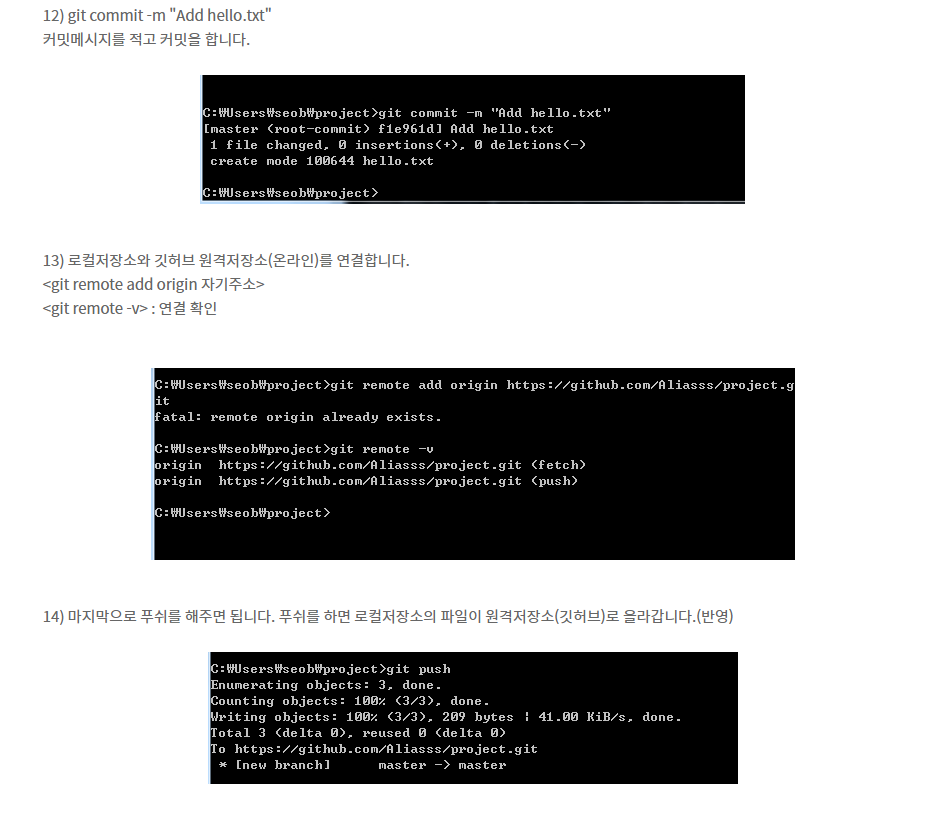 12) git commit -m "Add hello.txt"
커밋메시지를 적고 커밋을 합니다.
C:₩Users₩seob₩project>git commit -m "Add hello.txt"
[master (root-commit) f1e961d] Add hello.txt
1 file changed, 0 insertions(+), 0 deletions(-)
create mode 100644 hello.txt
C:₩Users₩seob₩project>
13) 로컬저장소와 깃허브 원격저장소(온라인)를 연결합니다.
<git remote add origin 자기주소>
<git remote -v> : 연결 확인
C:₩Users₩seob₩project>git remote add origin https://github.com/Aliasss/project.g
it
fatal: remote origin already exists.
C:₩Users₩seob₩project>git remote -v
origin  https://github.com/Aliasss/project.git (fetch)
origin  https://github.com/Aliasss/project.git (push)
C:₩Users₩seob₩project>
14) 마지막으로 푸쉬를 해주면 됩니다. 푸쉬를 하면 로컬저장소의 파일이 원격저장소(깃허브)로 올라갑니다.(반영)
C:₩Users₩seob₩project>git push
Enumerating objects: 3, done.
Counting objects: 100% (3/3), done.
Writing objects: 100% (3/3), 209 bytes | 41.00 KiB/s, done.
Total 3 (delta 0), reused 0 (delta 0)
To https://github.com/Aliasss/project.git
* [new branch]      master -> master